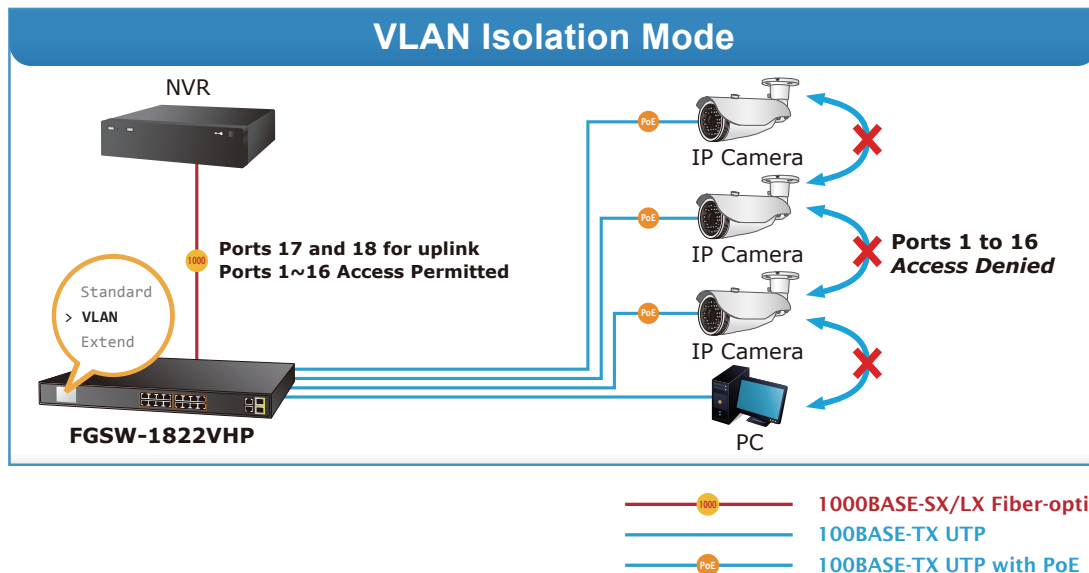 VLAN Isolation Mode
NVR
PoE
IP Camera
PoE
IP Camera
Ports 17 and 18 for uplink
Ports 1~16 Access Permitted
1000
Ports 1 to 16
Access Denied
Standard
> VLAN
Extend
PoE
IP Camera
FGSW-1822VHP
PC
1000
1000BASE-SX/LX Fiber-opti
100BASE-TX UTP
PoE
100BASE-TX UTP with PoE